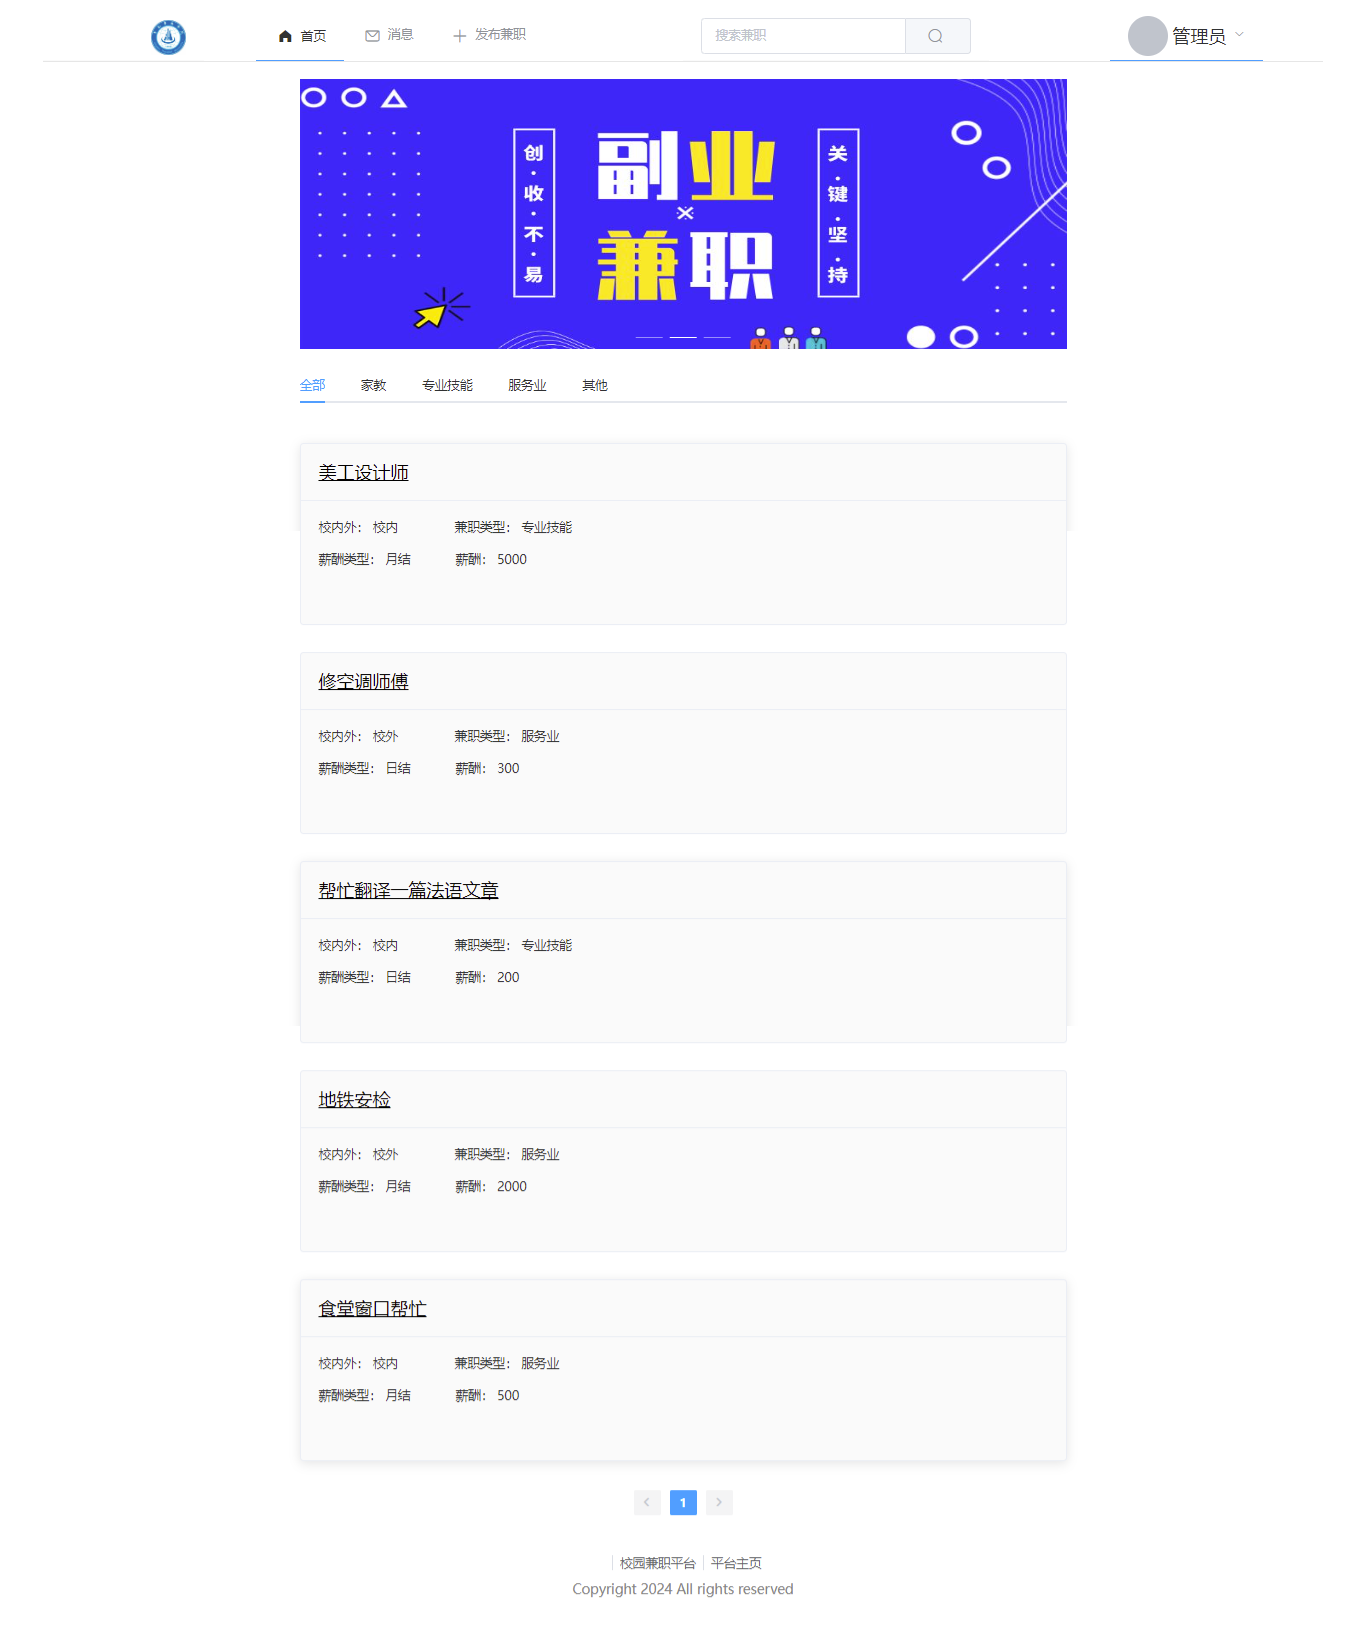 首页 消息 发布兼职 搜索兼职 管理员
创·收·不·易
副业
×
兼职
关·键·坚·持
全部 家教 专业技能 服务业 其他
美工设计师
校内外： 校内 兼职类型： 专业技能
薪酬类型： 月结 薪酬： 5000
修空调师傅
校内外： 校外 兼职类型： 服务业
薪酬类型： 日结 薪酬： 300
帮忙翻译一篇法语文章
校内外： 校内 兼职类型： 专业技能
薪酬类型： 日结 薪酬： 200
地铁安检
校内外： 校外 兼职类型： 服务业
薪酬类型： 月结 薪酬： 2000
食堂窗口帮忙
校内外： 校内 兼职类型： 服务业
薪酬类型： 月结 薪酬： 500
1
校园兼职平台 平台主页
Copyright 2024 All rights reserved